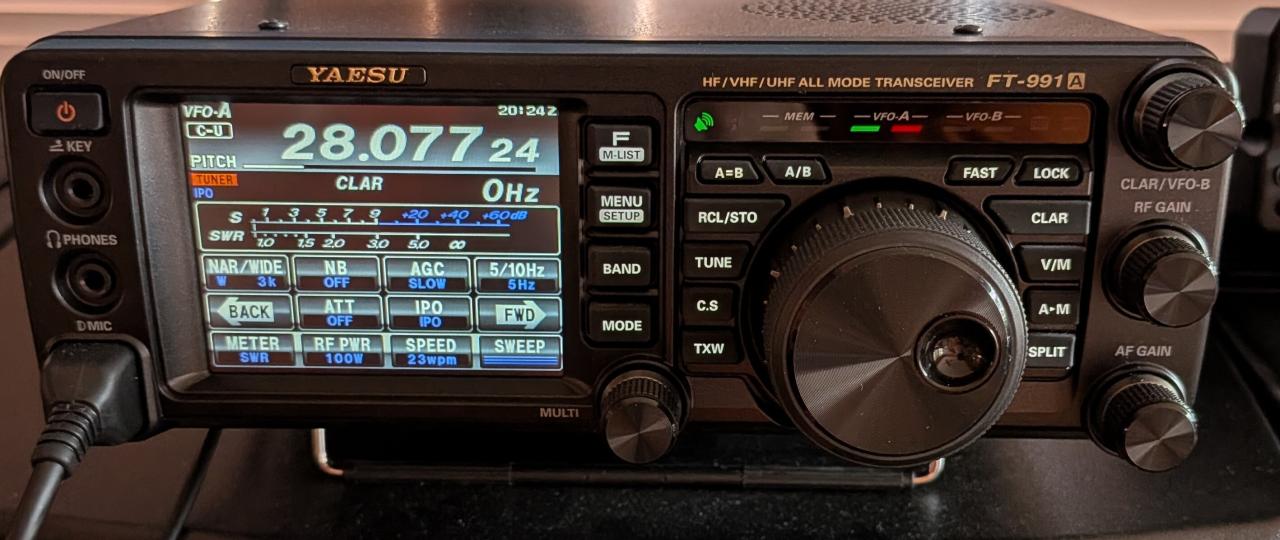 ON/OFF
YAESU
HF/VHF/UHF ALL MODE TRANSCEIVER FT-991A
KEY
PHONES
MIC
VFO-A 20:24Z
C-U
28.077 24
PITCH
TUNER
IPO
CLAR 0Hz
S 1 3 5 7 9 +20 +40 +60dB
SWR 1.0 1.5 2.0 3.0 5.0 ∞
NAR/WIDE NB AGC 5/10Hz
W 3k OFF SLOW 5Hz
BACK ATT IPO FWD
OFF IPO
METER RF PWR SPEED SWEEP
SWR 100W 23wpm
MULTI
F
M-LIST
MENU
SETUP
BAND
MODE
MEM VFO-A VFO-B
A=B A/B FAST LOCK
RCL/STO CLAR
TUNE V/M
C.S A▸M
TXW SPLIT
CLAR/VFO-B
RF GAIN
AF GAIN